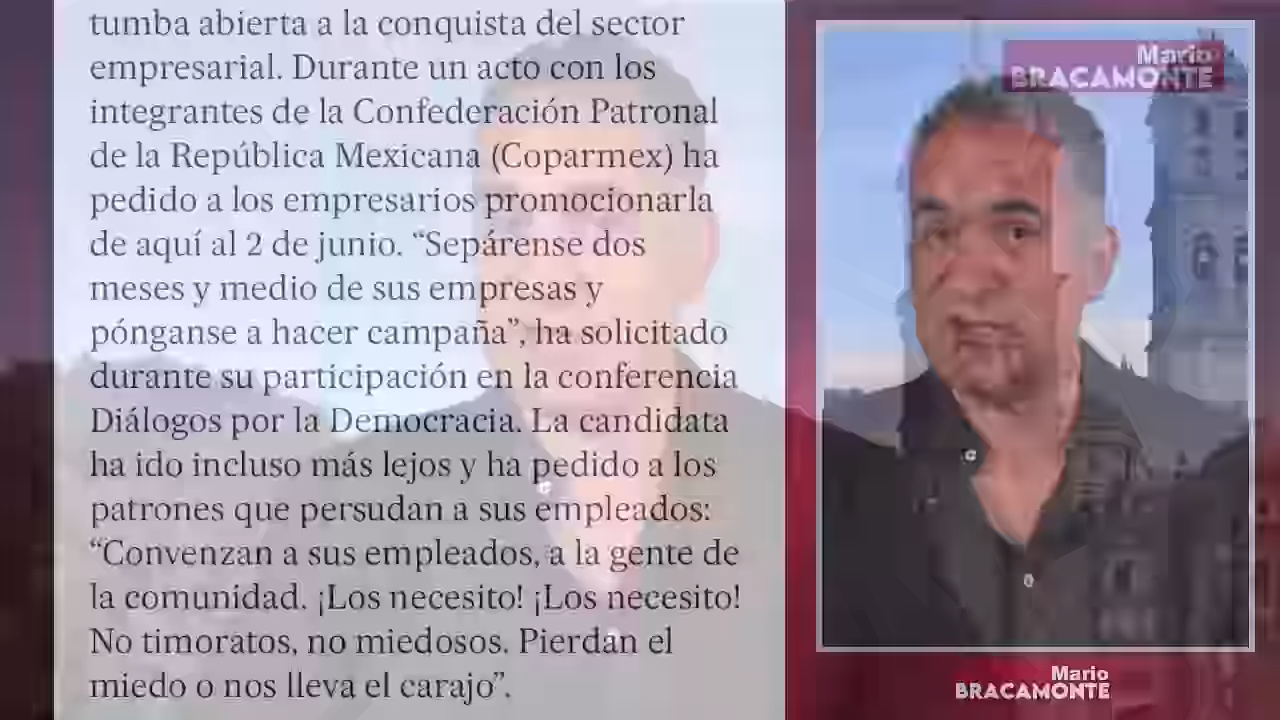 tumba abierta a la conquista del sector
empresarial. Durante un acto con los
integrantes de la Confederación Patronal
de la República Mexicana (Coparmex) ha
pedido a los empresarios promocionarla
de aquí al 2 de junio. “Sepárense dos
meses y medio de sus empresas y
pónganse a hacer campaña”, ha solicitado
durante su participación en la conferencia
Diálogos por la Democracia. La candidata
ha ido incluso más lejos y ha pedido a los
patrones que persudan a sus empleados:
“Convenzan a sus empleados, a la gente de
la comunidad. ¡Los necesito! ¡Los necesito!
No timoratos, no miedosos. Pierdan el
miedo o nos lleva el carajo”.
Mario
BRACAMONTE
Mario
BRACAMONTE